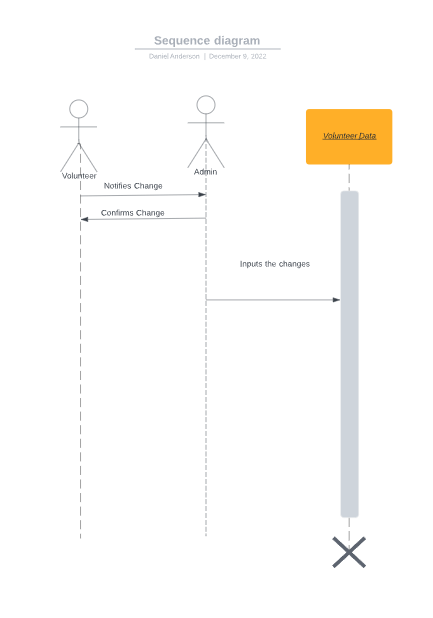 Sequence diagram
Daniel Anderson | December 9, 2022
Volunteer
Admin
Volunteer Data
Notifies Change
Confirms Change
Inputs the changes